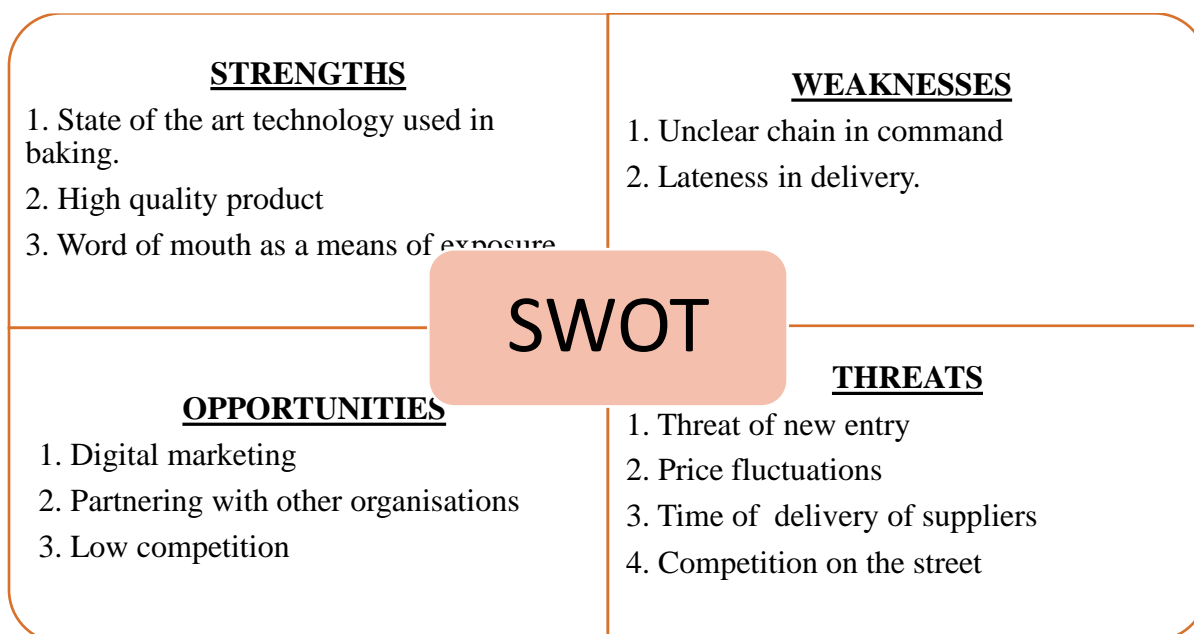 STRENGTHS
1. State of the art technology used in
baking.
2. High quality product
3. Word of mouth as a means of exposure
WEAKNESSES
1. Unclear chain in command
2. Lateness in delivery.
SWOT
OPPORTUNITIES
1. Digital marketing
2. Partnering with other organisations
3. Low competition
THREATS
1. Threat of new entry
2. Price fluctuations
3. Time of  delivery of suppliers
4. Competition on the street